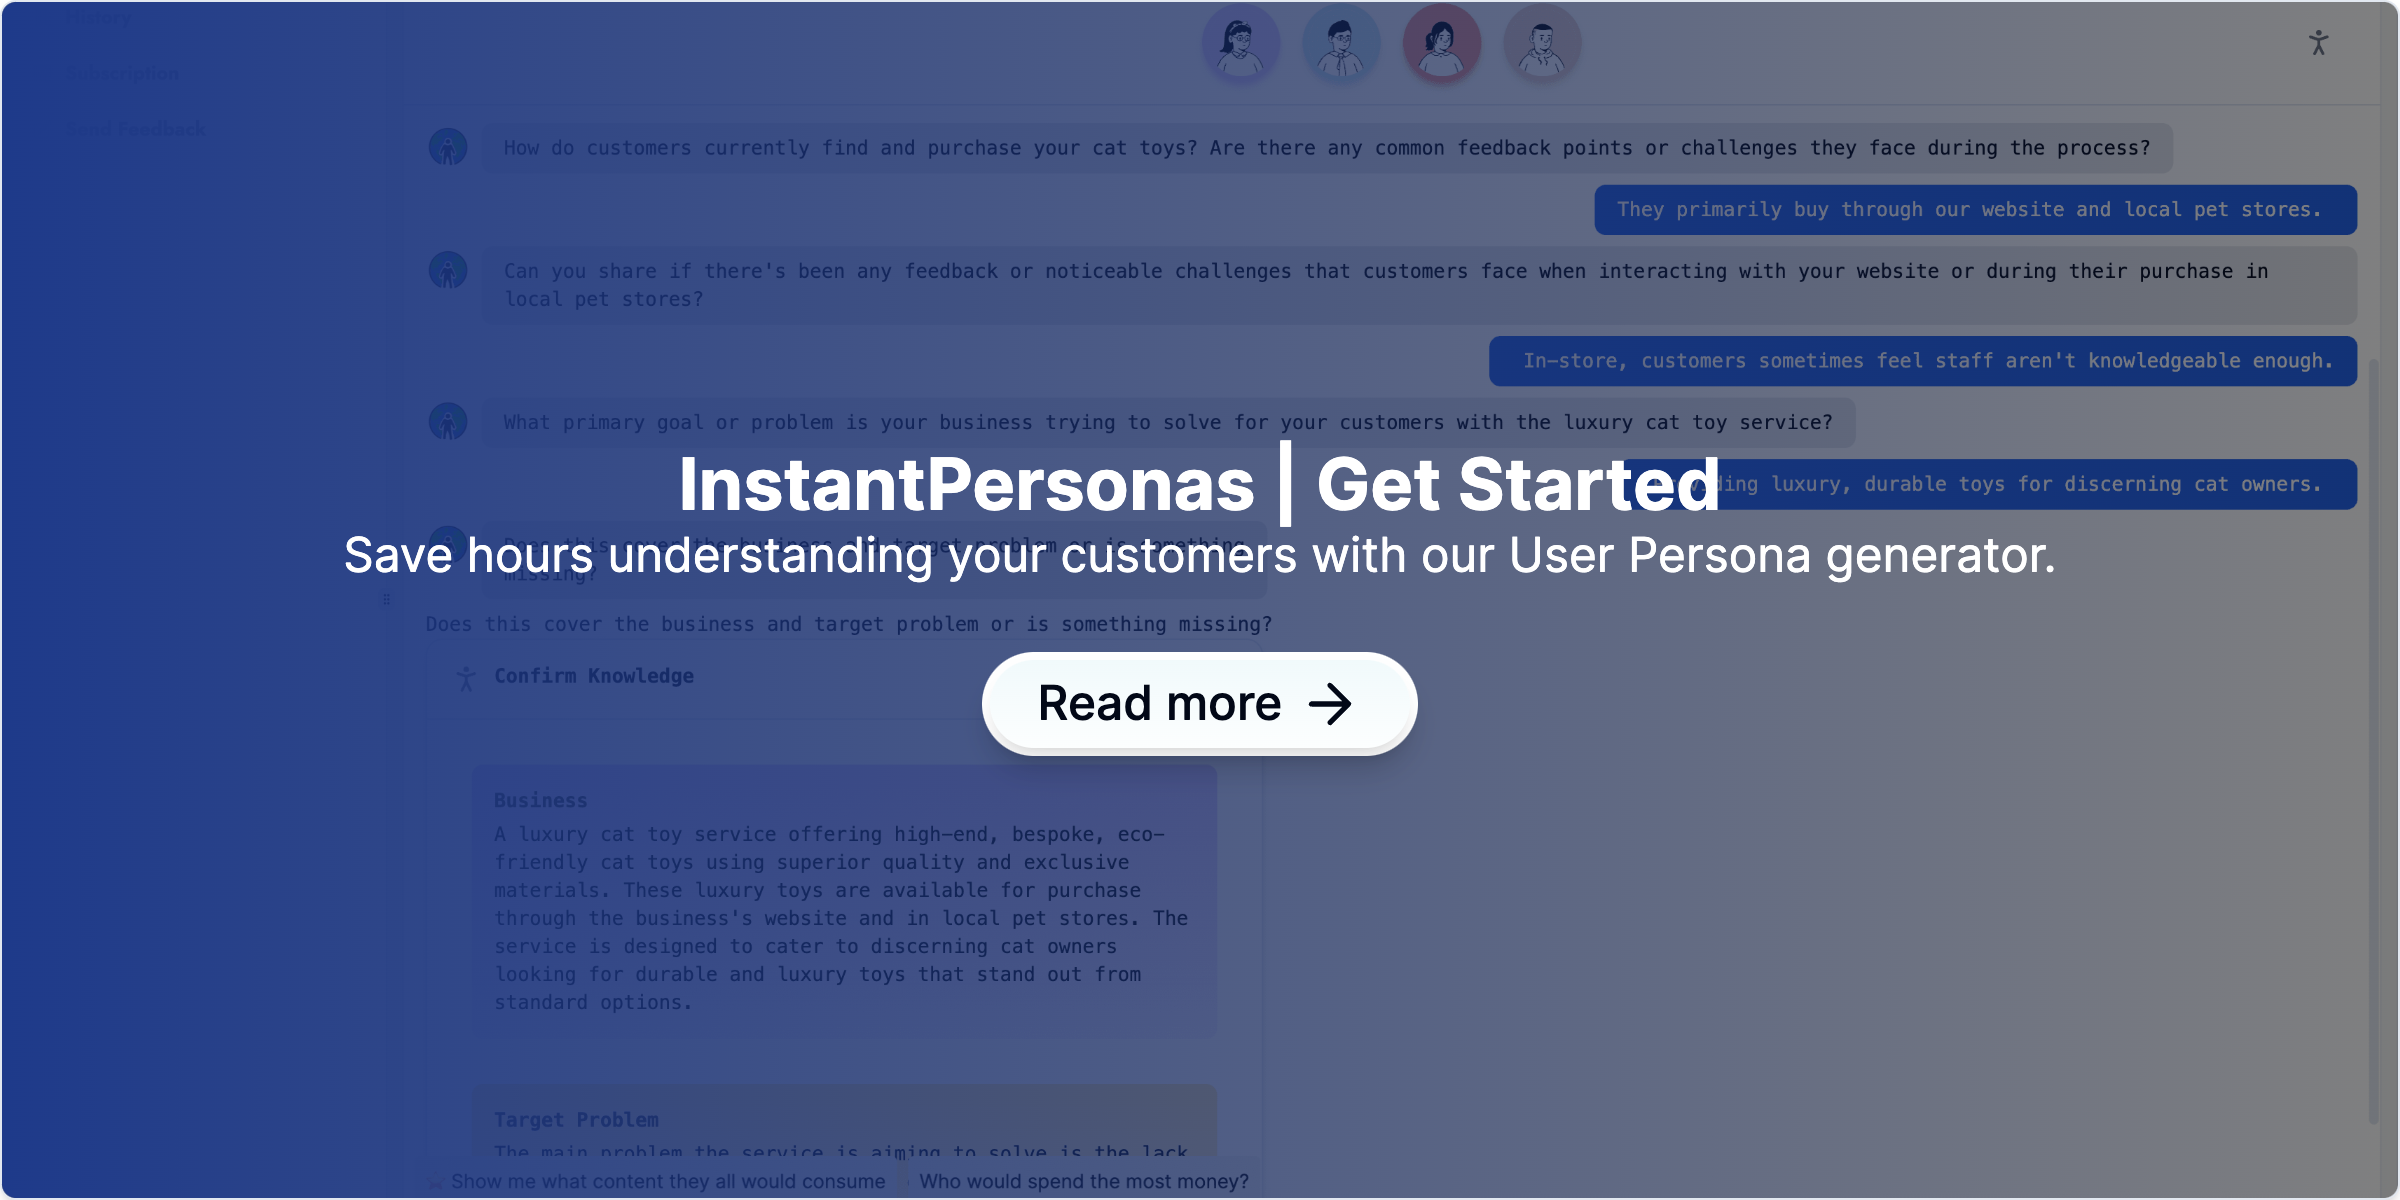 History
Subscription
Send Feedback
How do customers currently find and purchase your cat toys? Are there any common feedback points or challenges they face during the process?
They primarily buy through our website and local pet stores.
Can you share if there's been any feedback or noticeable challenges that customers face when interacting with your website or during their purchase in
local pet stores?
In-store, customers sometimes feel staff aren't knowledgeable enough.
What primary goal or problem is your business trying to solve for your customers with the luxury cat toy service?
InstantPersonas | Get Started
luxury, durable toys for discerning cat owners.
Does this cover the business and target problem or is something
missing?
Save hours understanding your customers with our User Persona generator.
Does this cover the business and target problem or is something missing?
Confirm Knowledge
Read more →
Business
A luxury cat toy service offering high-end, bespoke, eco-
friendly cat toys using superior quality and exclusive
materials. These luxury toys are available for purchase
through the business's website and in local pet stores. The
service is designed to cater to discerning cat owners
looking for durable and luxury toys that stand out from
standard options.
Target Problem
The main problem the service is aiming to solve is the lack
Show me what content they all would consume
Who would spend the most money?